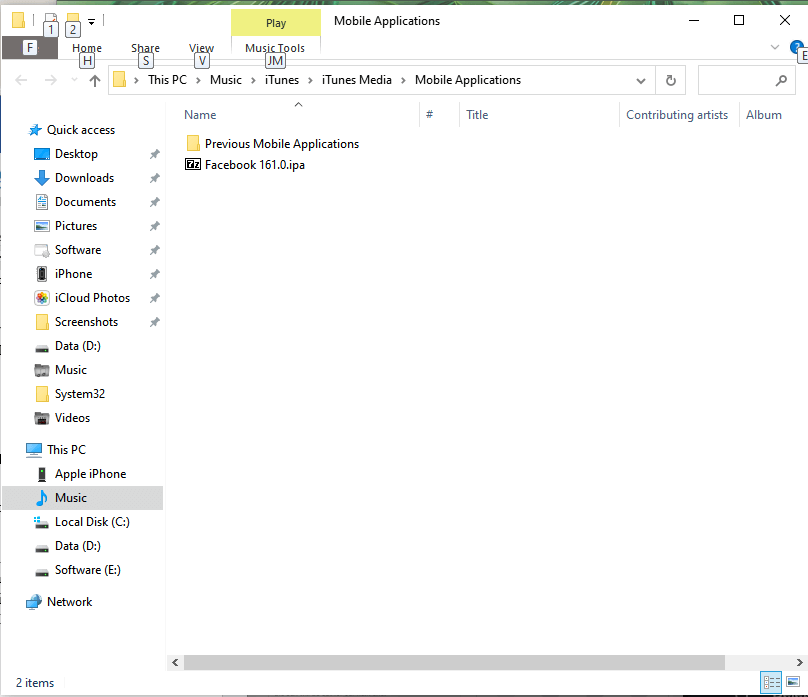 1 2 Play Mobile Applications
F Home Share View Music Tools
H S V JM E
This PC Music iTunes iTunes Media Mobile Applications
Name # Title Contributing artists Album
Quick access
Previous Mobile Applications
Desktop
7z Facebook 161.0.ipa
Downloads
Documents
Pictures
Software
iPhone
iCloud Photos
Screenshots
Data (D:)
Music
System32
Videos
This PC
Apple iPhone
Music
Local Disk (C:)
Data (D:)
Software (E:)
Network
2 items